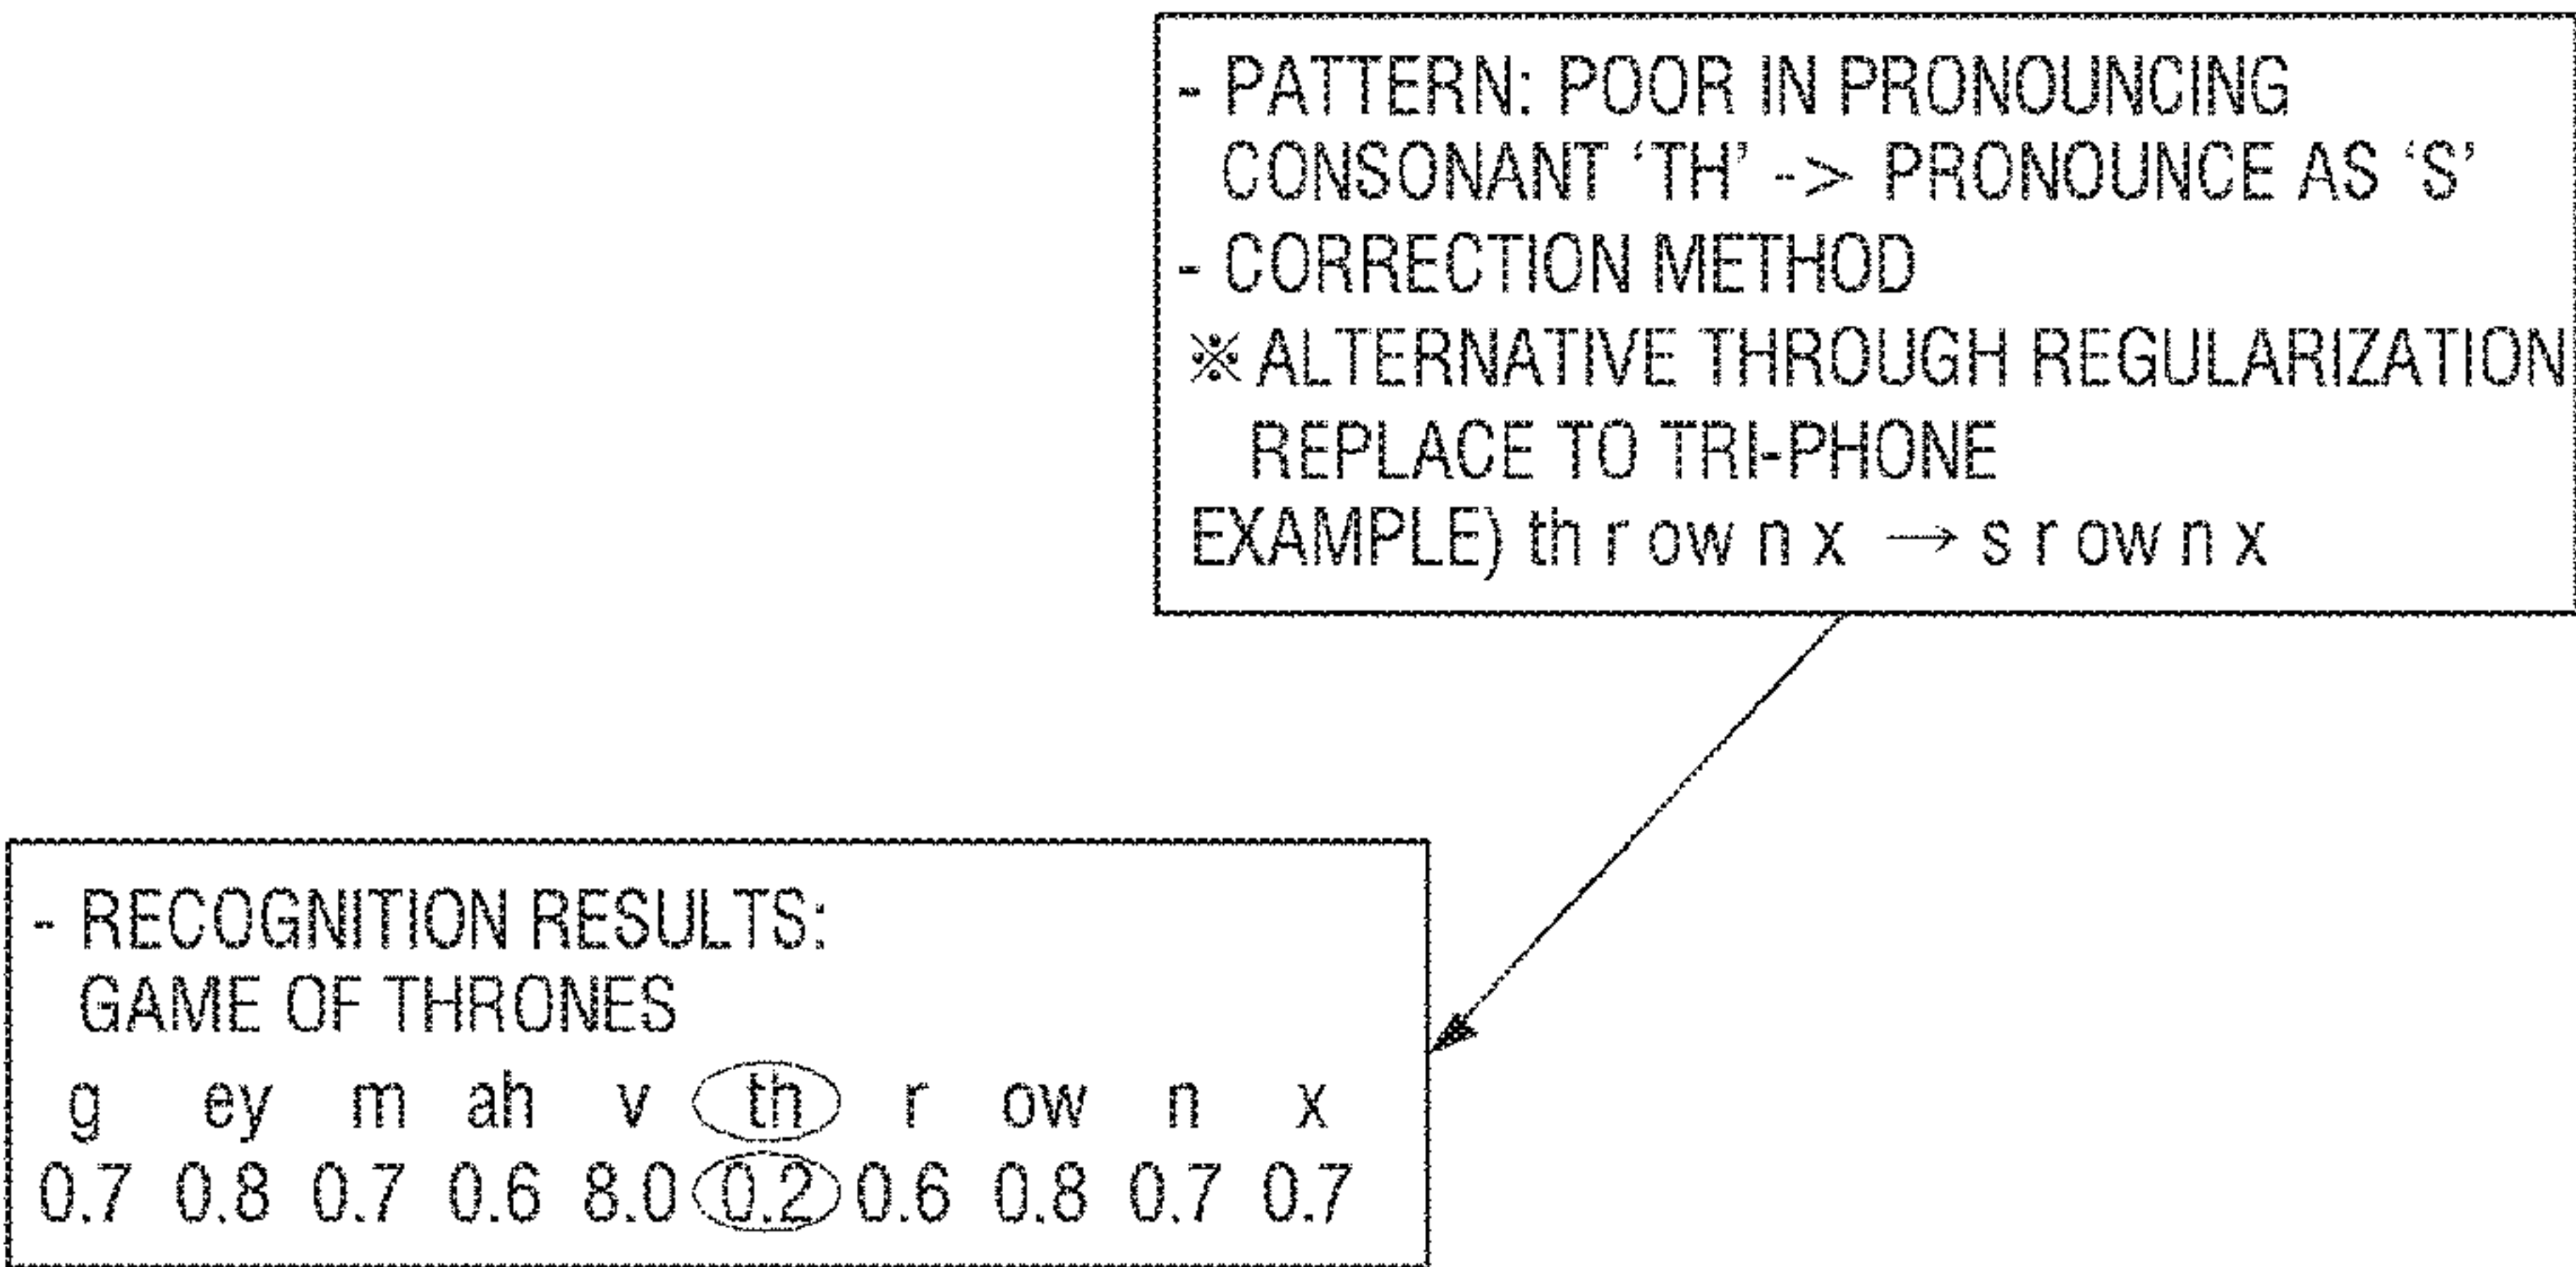 - PATTERN: POOR IN PRONOUNCING
CONSONANT ‘TH’ -> PRONOUNCE AS ‘S’
- CORRECTION METHOD
※ ALTERNATIVE THROUGH REGULARIZATION
REPLACE TO TRI-PHONE
EXAMPLE) th r ow n x → s r ow n x
- RECOGNITION RESULTS:
GAME OF THRONES
g ey m ah v th r ow n x
0.7 0.8 0.7 0.6 8.0 0.2 0.6 0.8 0.7 0.7